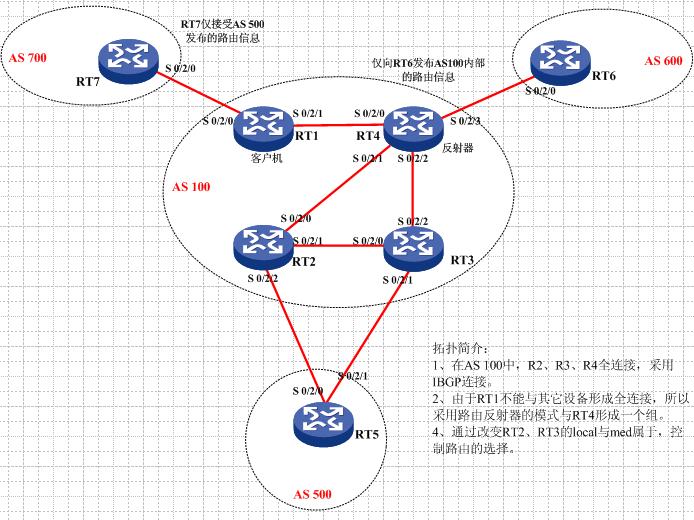 RT7仅接受AS 500
发布的路由信息
AS 700
S 0/2/0
RT7
仅向RT6发布AS100内部
的路由信息
AS 600
RT6
S 0/2/0
S 0/2/0
S 0/2/1
RT1
客户机
S 0/2/0
RT4
S 0/2/3
反射器
S 0/2/1
S 0/2/2
AS 100
S 0/2/0
S 0/2/1
RT2
S 0/2/2
S 0/2/2
S 0/2/0
RT3
S 0/2/1
拓扑简介:
1、在AS 100中，R2、R3、R4全连接，采用
IBGP连接。
2、由于RT1不能与其它设备形成全连接，所以
采用路由反射器的模式与RT4形成一个组。
4、通过改变RT2、RT3的local与med属于，控
制路由的选择。
S 0/2/0
S 0/2/1
RT5
AS 500